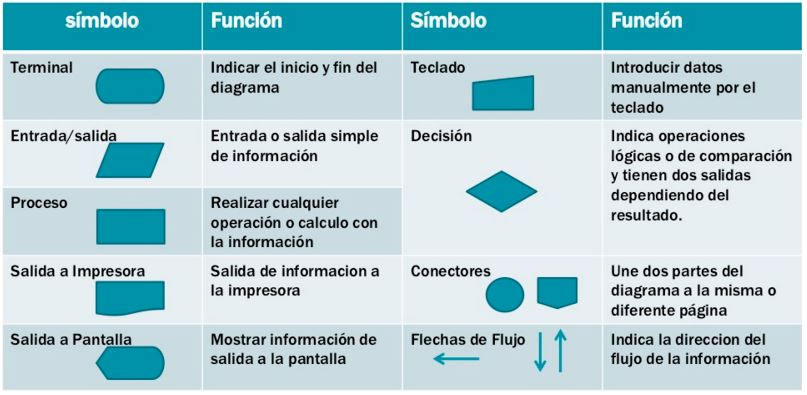 símbolo
Función
Símbolo
Función
Terminal
Indicar el inicio y fin del
diagrama
Teclado
Introducir datos
manualmente por el
teclado
Entrada/salida
Entrada o salida simple
de información
Decisión
Indica operaciones
lógicas o de comparación
y tienen dos salidas
dependiendo del
resultado.
Proceso
Realizar cualquier
operación o calculo con
la información
Salida a Impresora
Salida de informacion a
la impresora
Conectores
Une dos partes del
diagrama a la misma o
diferente página
Salida a Pantalla
Mostrar información de
salida a la pantalla
Flechas de Flujo
Indica la direccion del
flujo de la información